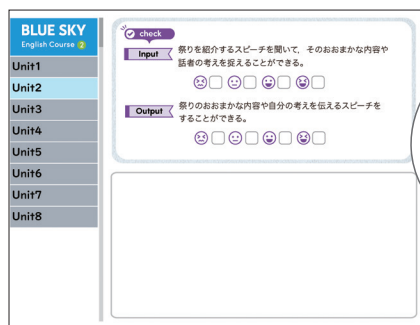 BLUE SKY
English Course 2
Unit1
Unit2
Unit3
Unit4
Unit5
Unit6
Unit7
Unit8
check
Input
祭りを紹介するスピーチを聞いて，そのおおまかな内容や
話者の考えを捉えることができる。
Output
祭りのおおまかな内容や自分の考えを伝えるスピーチを
することができる。